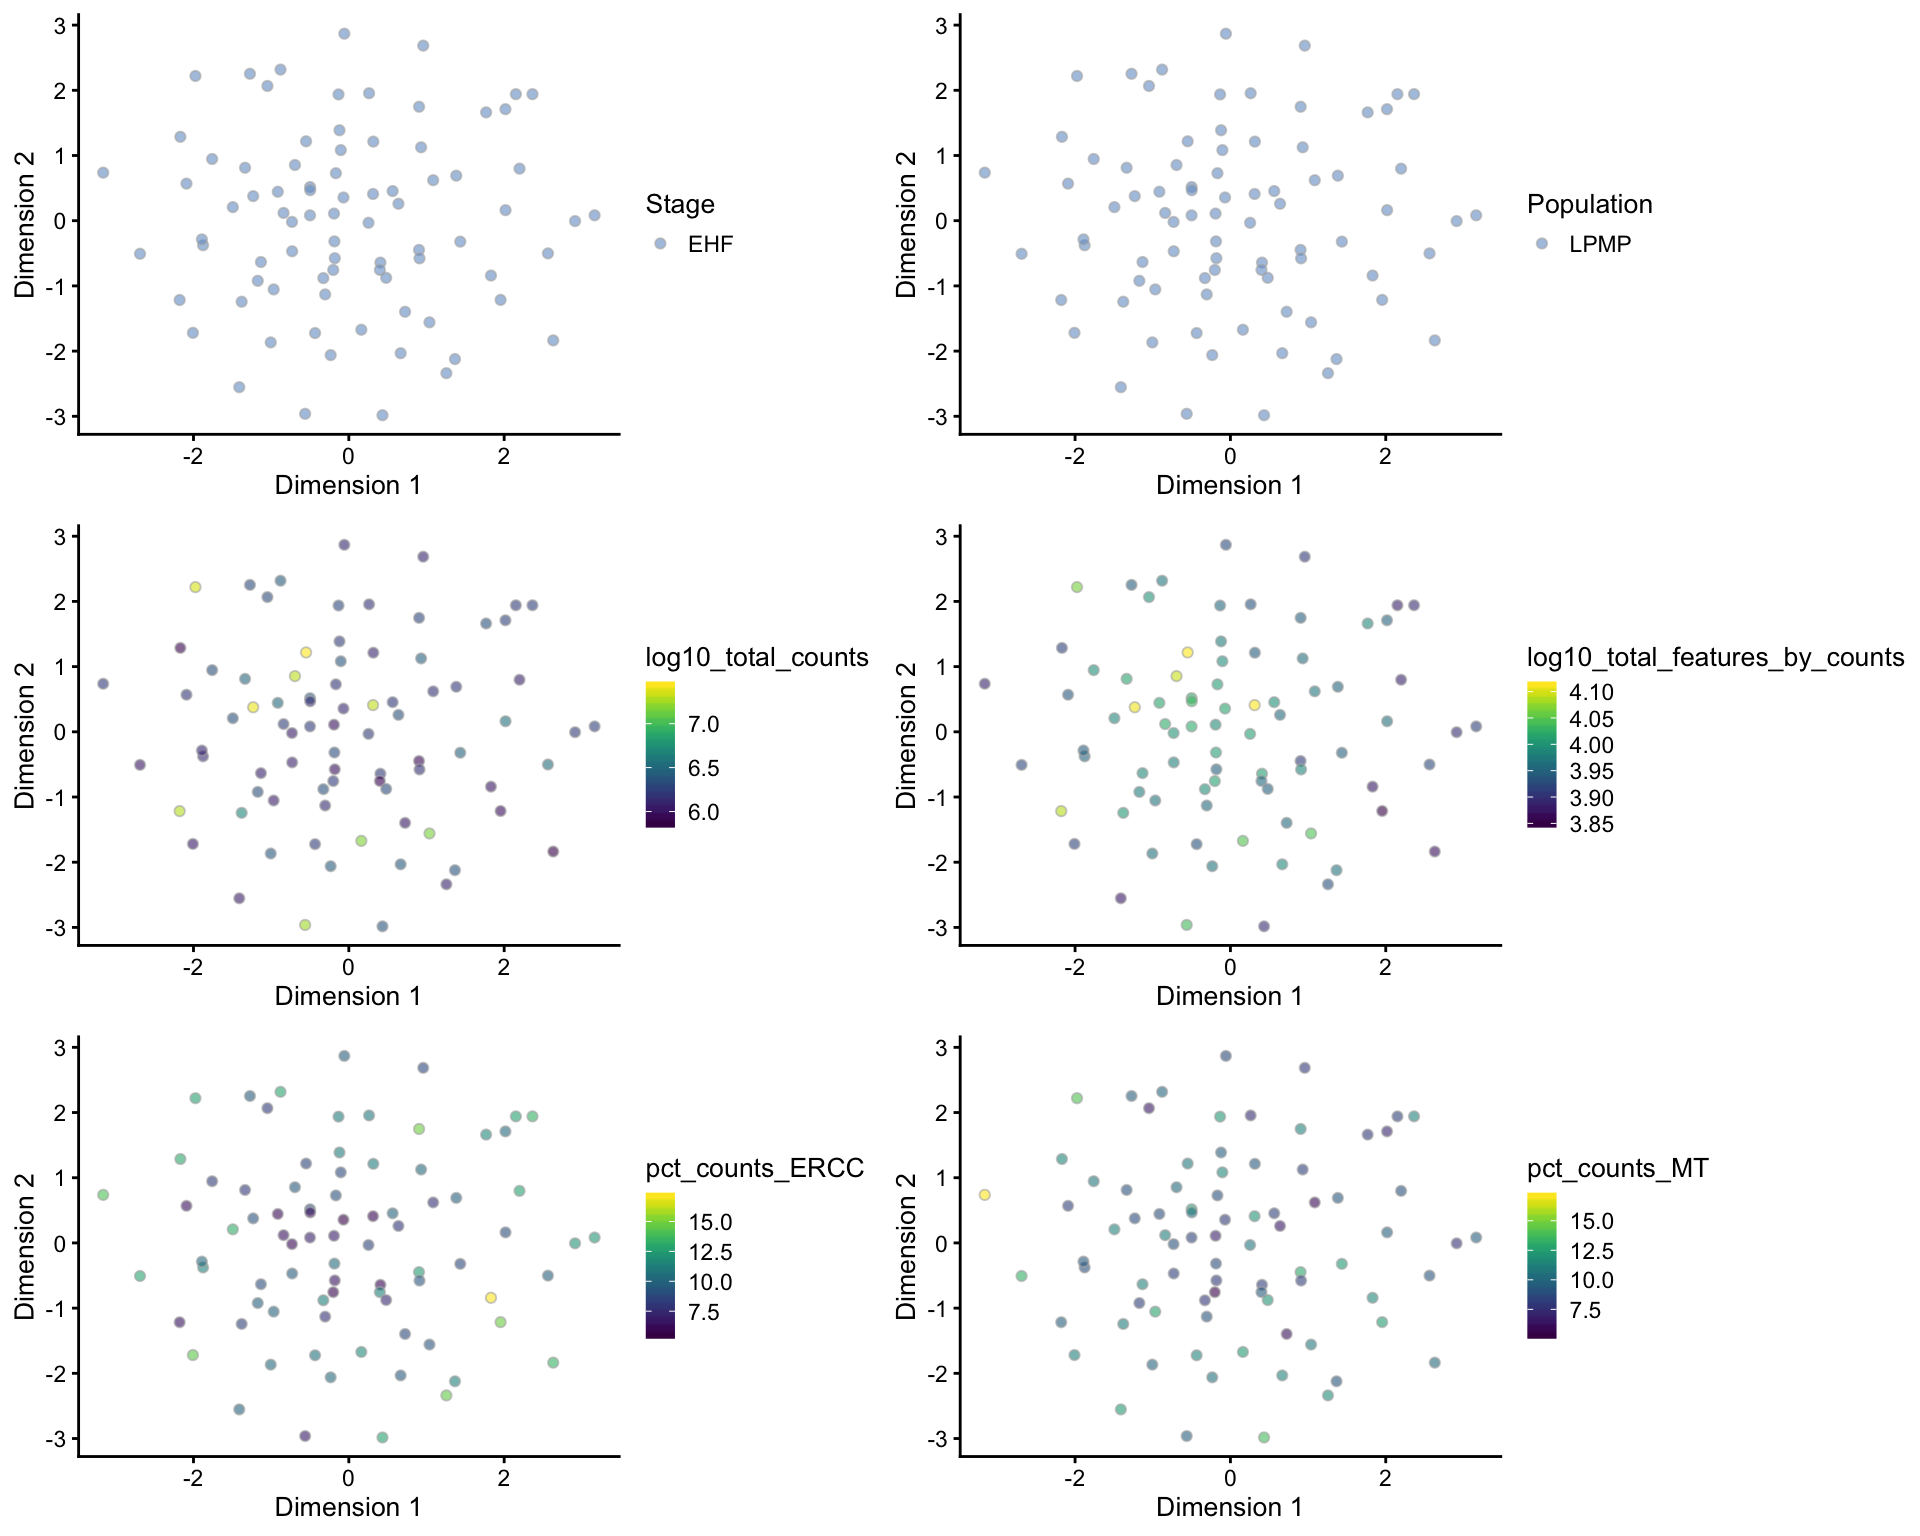 3
2
1
0
-1
-2
-3
Dimension 2
-2 0 2
Dimension 1
Stage
EHF
3
2
1
0
-1
-2
-3
Dimension 2
-2 0 2
Dimension 1
Population
LPMP
3
2
1
0
-1
-2
-3
Dimension 2
-2 0 2
Dimension 1
log10_total_counts
7.0
6.5
6.0
3
2
1
0
-1
-2
-3
Dimension 2
-2 0 2
Dimension 1
log10_total_features_by_counts
4.10
4.05
4.00
3.95
3.90
3.85
3
2
1
0
-1
-2
-3
Dimension 2
-2 0 2
Dimension 1
pct_counts_ERCC
15.0
12.5
10.0
7.5
3
2
1
0
-1
-2
-3
Dimension 2
-2 0 2
Dimension 1
pct_counts_MT
15.0
12.5
10.0
7.5